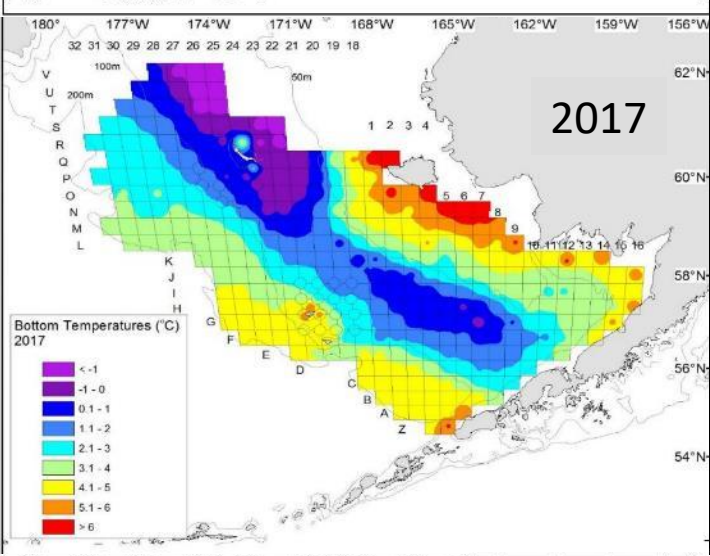 180° 177°W 174°W 171°W 168°W 165°W 162°W 159°W 156°W
32 31 30 29 28 27 26 25 24 23 22 21 20 19 18
100m
50m
200m
V
U
T
S
R
Q
P
O
N
M
L
K
J
I
H
G
F
E
D
C
B
A
Z
1 2 3 4
5 6 7
8
9
10 11 12 13 14 15 16
2017
62°N
60°N
58°N
56°N
54°N
Bottom Temperatures (°C)
2017
< -1
-1 - 0
0.1 - 1
1.1 - 2
2.1 - 3
3.1 - 4
4.1 - 5
5.1 - 6
> 6